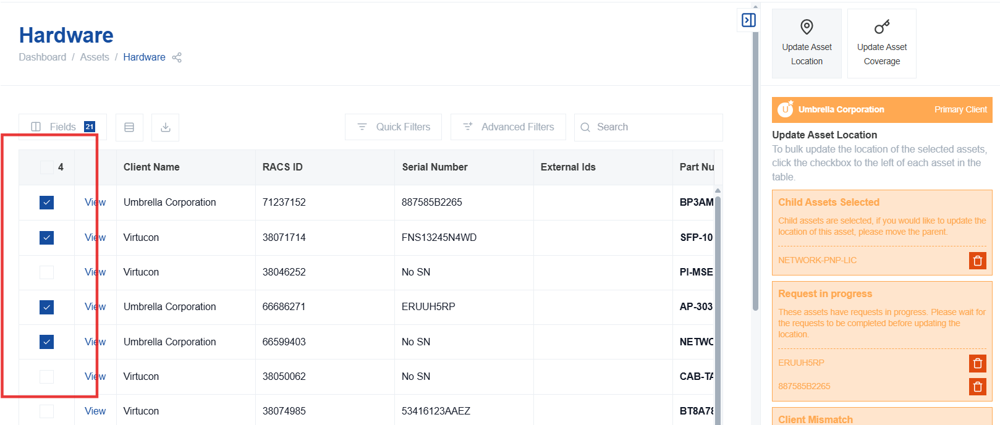 Hardware
Dashboard / Assets / Hardware
Fields 21
Quick Filters
Advanced Filters
Search
4 Client Name RACS ID Serial Number External Ids Part Nu
View Umbrella Corporation 71237152 887585B2265 BP3AM
View Virtucon 38071714 FNS13245N4WD SFP-10
View Virtucon 38046252 No SN PI-MSE
View Umbrella Corporation 66686271 ERUUH5RP AP-303
View Umbrella Corporation 66599403 No SN NETWO
View Virtucon 38050062 No SN CAB-TA
View Virtucon 38074985 53416123AAEZ BT8A78
Update Asset
Location
Update Asset
Coverage
U Umbrella Corporation Primary Client
Update Asset Location
To bulk update the location of the selected assets,
click the checkbox to the left of each asset in the
table.
Child Assets Selected
Child assets are selected, if you would like to update the
location of this asset, please move the parent.
NETWORK-PNP-LIC
Request in progress
These assets have requests in progress. Please wait for
the requests to be completed before updating the
location.
ERUUH5RP
887585B2265
Client Mismatch